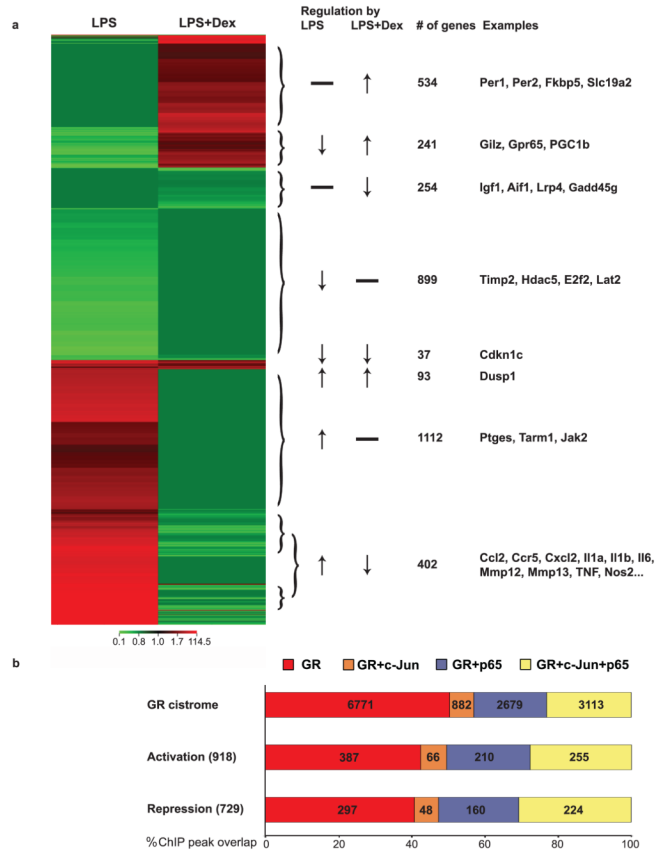 a
LPS LPS+Dex
Regulation by
LPS LPS+Dex # of genes Examples
— ↑ 534 Per1, Per2, Fkbp5, Slc19a2
↓ ↑ 241 Gilz, Gpr65, PGC1b
— ↓ 254 Igf1, Aif1, Lrp4, Gadd45g
↓ — 899 Timp2, Hdac5, E2f2, Lat2
↓ ↓ 37 Cdkn1c
↑ ↑ 93 Dusp1
↑ — 1112 Ptges, Tarm1, Jak2
↑ ↓ 402 Ccl2, Ccr5, Cxcl2, Il1a, Il1b, Il6,
Mmp12, Mmp13, TNF, Nos2...
0.1 0.8 1.0 1.7 114.5
b
GR GR+c-Jun GR+p65 GR+c-Jun+p65
GR cistrome 6771 882 2679 3113
Activation (918) 387 66 210 255
Repression (729) 297 48 160 224
%ChIP peak overlap 0 20 40 60 80 100